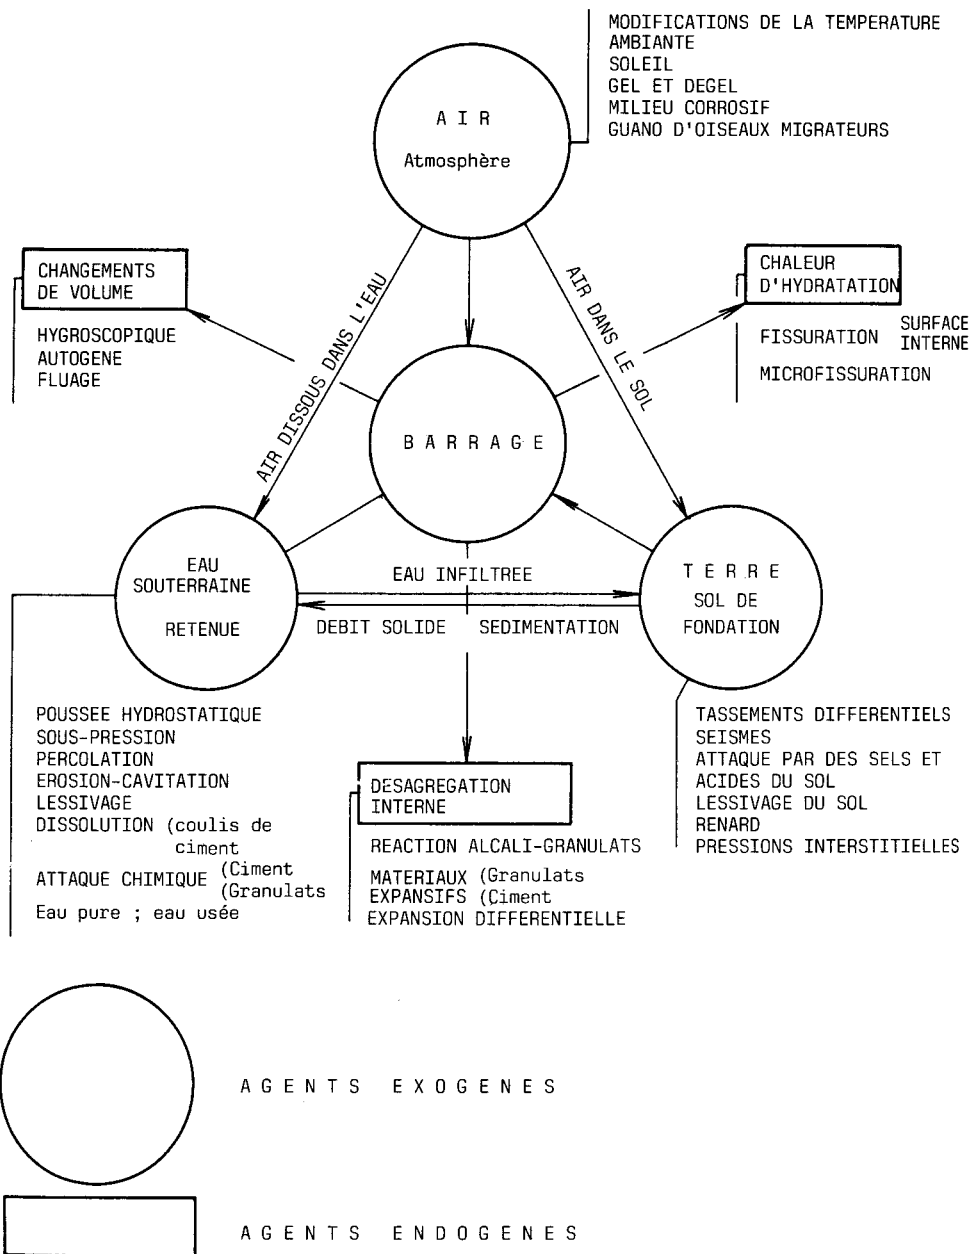 MODIFICATIONS DE LA TEMPERATURE
AMBIANTE
SOLEIL
GEL ET DEGEL
MILIEU CORROSIF
GUANO D'OISEAUX MIGRATEURS
A I R
Atmosphère
CHANGEMENTS
DE VOLUME
HYGROSCOPIQUE
AUTOGENE
FLUAGE
AIR DISSOUS DANS L'EAU
AIR DANS LE SOL
CHALEUR
D'HYDRATATION
FISSURATION SURFACE
INTERNE
MICROFISSURATION
B A R R A G E
EAU
SOUTERRAINE
RETENUE
EAU INFILTREE
DEBIT SOLIDE SEDIMENTATION
T E R R E
SOL DE
FONDATION
POUSSEE HYDROSTATIQUE
SOUS-PRESSION
PERCOLATION
EROSION-CAVITATION
LESSIVAGE
DISSOLUTION (coulis de
ciment
ATTAQUE CHIMIQUE (Ciment
(Granulats
Eau pure ; eau usée
DESAGREGATION
INTERNE
REACTION ALCALI-GRANULATS
MATERIAUX (Granulats
EXPANSIFS (Ciment
EXPANSION DIFFERENTIELLE
TASSEMENTS DIFFERENTIELS
SEISMES
ATTAQUE PAR DES SELS ET
ACIDES DU SOL
LESSIVAGE DU SOL
RENARD
PRESSIONS INTERSTITIELLES
A G E N T S E X O G E N E S
A G E N T S E N D O G E N E S